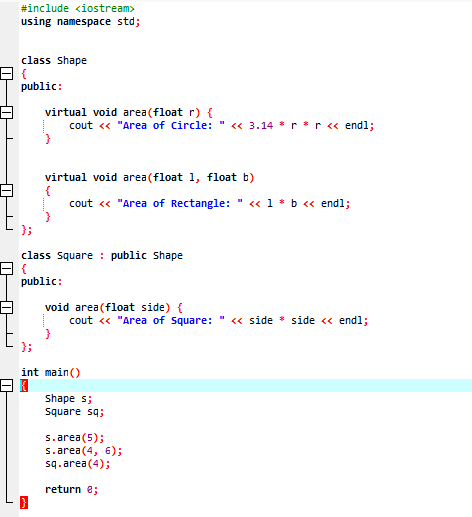 #include <iostream>
using namespace std;
class Shape
{
public:
virtual void area(float r) {
cout << "Area of Circle: " << 3.14 * r * r << endl;
}
virtual void area(float l, float b)
{
cout << "Area of Rectangle: " << l * b << endl;
}
};
class Square : public Shape
{
public:
void area(float side) {
cout << "Area of Square: " << side * side << endl;
}
};
int main()
{
Shape s;
Square sq;
s.area(5);
s.area(4, 6);
sq.area(4);
return 0;
}